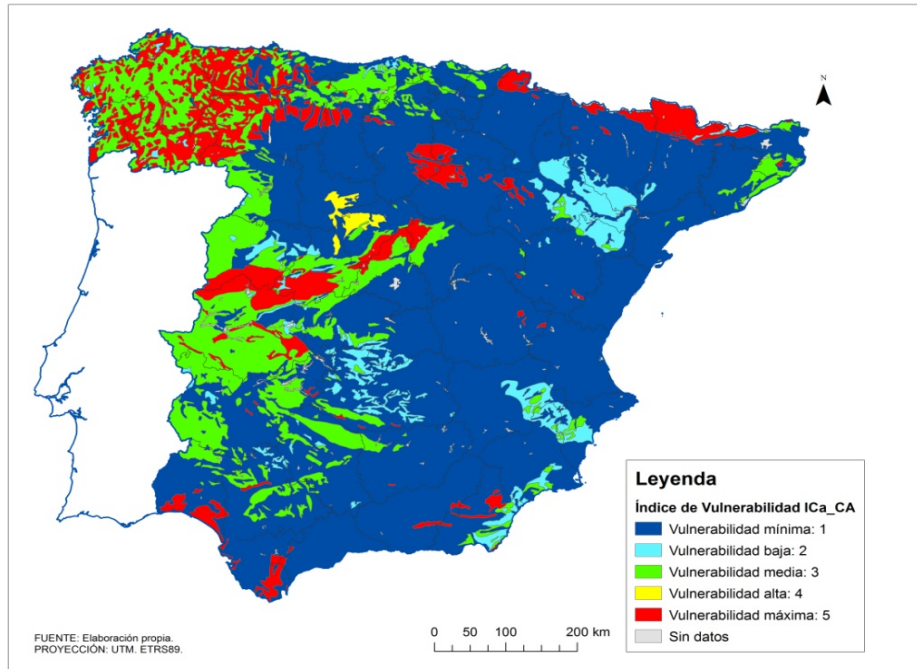 N
Leyenda
Índice de Vulnerabilidad ICa_CA
Vulnerabilidad mínima: 1
Vulnerabilidad baja: 2
Vulnerabilidad media: 3
Vulnerabilidad alta: 4
Vulnerabilidad máxima: 5
Sin datos
FUENTE: Elaboración propia.
PROYECCIÓN: UTM. ETRS89.
0 50 100 200 km